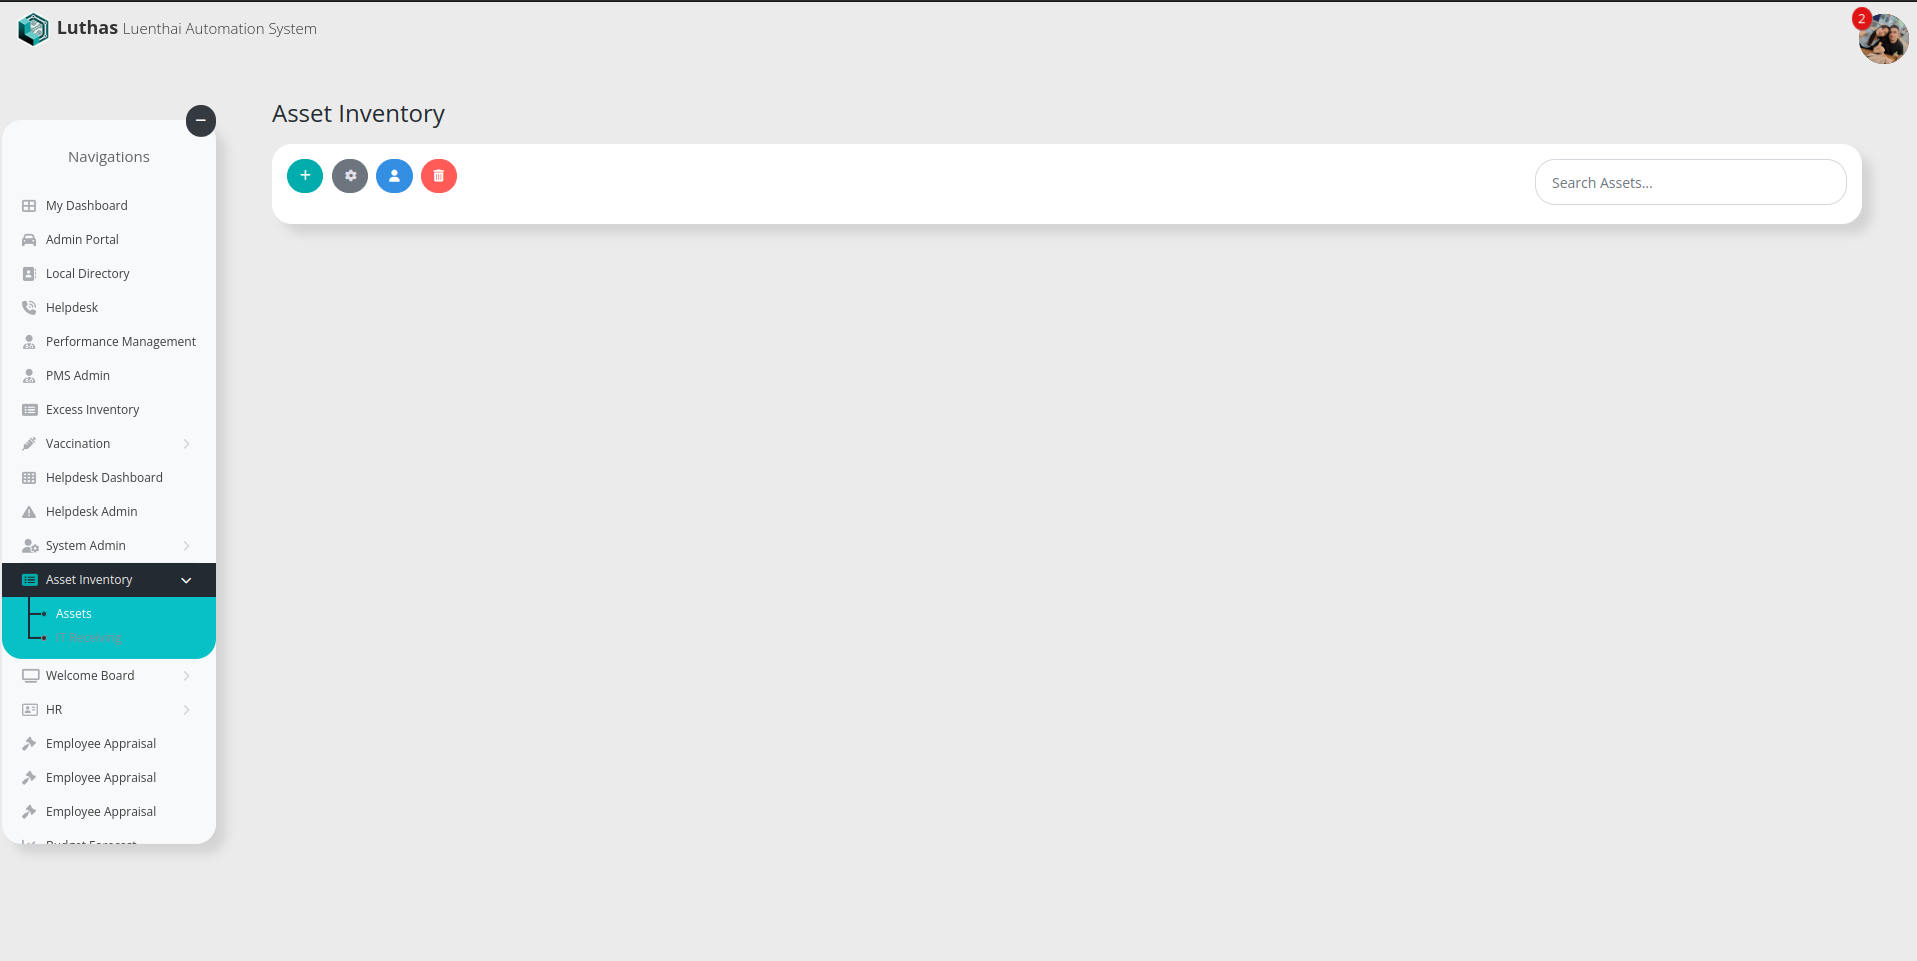 Luthas Luenthai Automation System
2
Asset Inventory
Navigations
Search Assets...
My Dashboard
Admin Portal
Local Directory
Helpdesk
Performance Management
PMS Admin
Excess Inventory
Vaccination
Helpdesk Dashboard
Helpdesk Admin
System Admin
Asset Inventory
Assets
Welcome Board
HR
Employee Appraisal
Employee Appraisal
Employee Appraisal
Budget Forecast